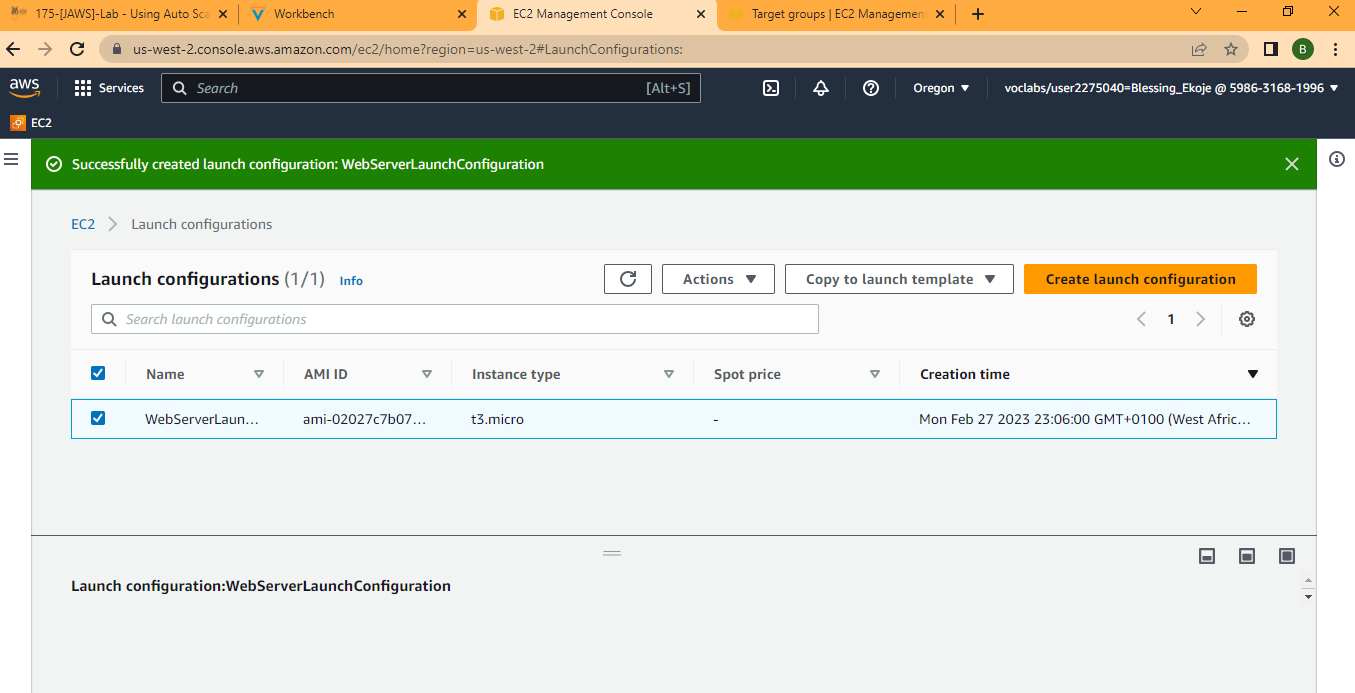 175-[JAWS]-Lab - Using Auto Sca
Workbench
EC2 Management Console
Target groups | EC2 Management
us-west-2.console.aws.amazon.com/ec2/home?region=us-west-2#LaunchConfigurations:
B
aws
Services
Search
[Alt+S]
Oregon
voclabs/user2275040=Blessing_Ekoje @ 5986-3168-1996
EC2
Successfully created launch configuration: WebServerLaunchConfiguration
EC2
Launch configurations
Launch configurations (1/1)
Info
Actions
Copy to launch template
Create launch configuration
Search launch configurations
1
Name
AMI ID
Instance type
Spot price
Creation time
WebServerLaun...
ami-02027c7b07...
t3.micro
-
Mon Feb 27 2023 23:06:00 GMT+0100 (West Afric...
Launch configuration:WebServerLaunchConfiguration